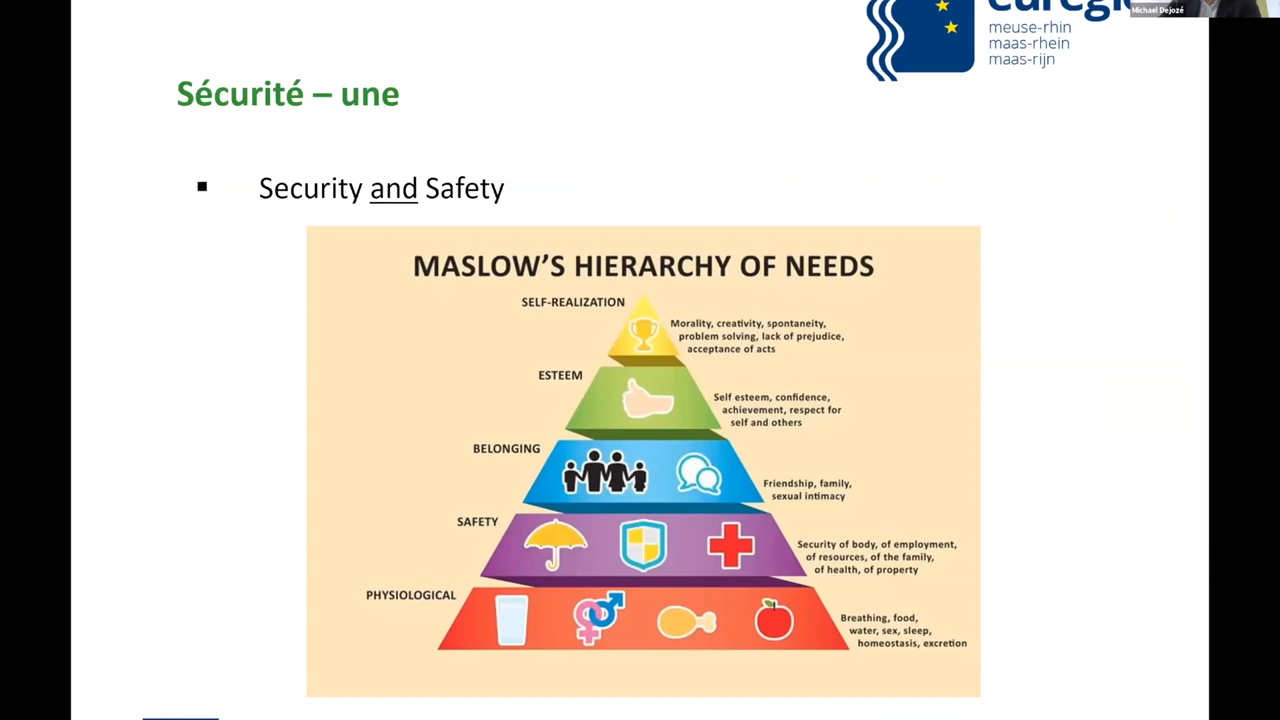 meuse-rhin
maas-rhein
maas-rijn
Michael Dejozé
Sécurité – une
▪ Security and Safety
MASLOW'S HIERARCHY OF NEEDS
SELF-REALIZATION
Morality, creativity, spontaneity,
problem solving, lack of prejudice,
acceptance of acts
ESTEEM
Self esteem, confidence,
achievement, respect for
self and others
BELONGING
Friendship, family,
sexual intimacy
SAFETY
Security of body, of employment,
of resources, of the family,
of health, of property
PHYSIOLOGICAL
Breathing, food,
water, sex, sleep,
homeostasis, excretion